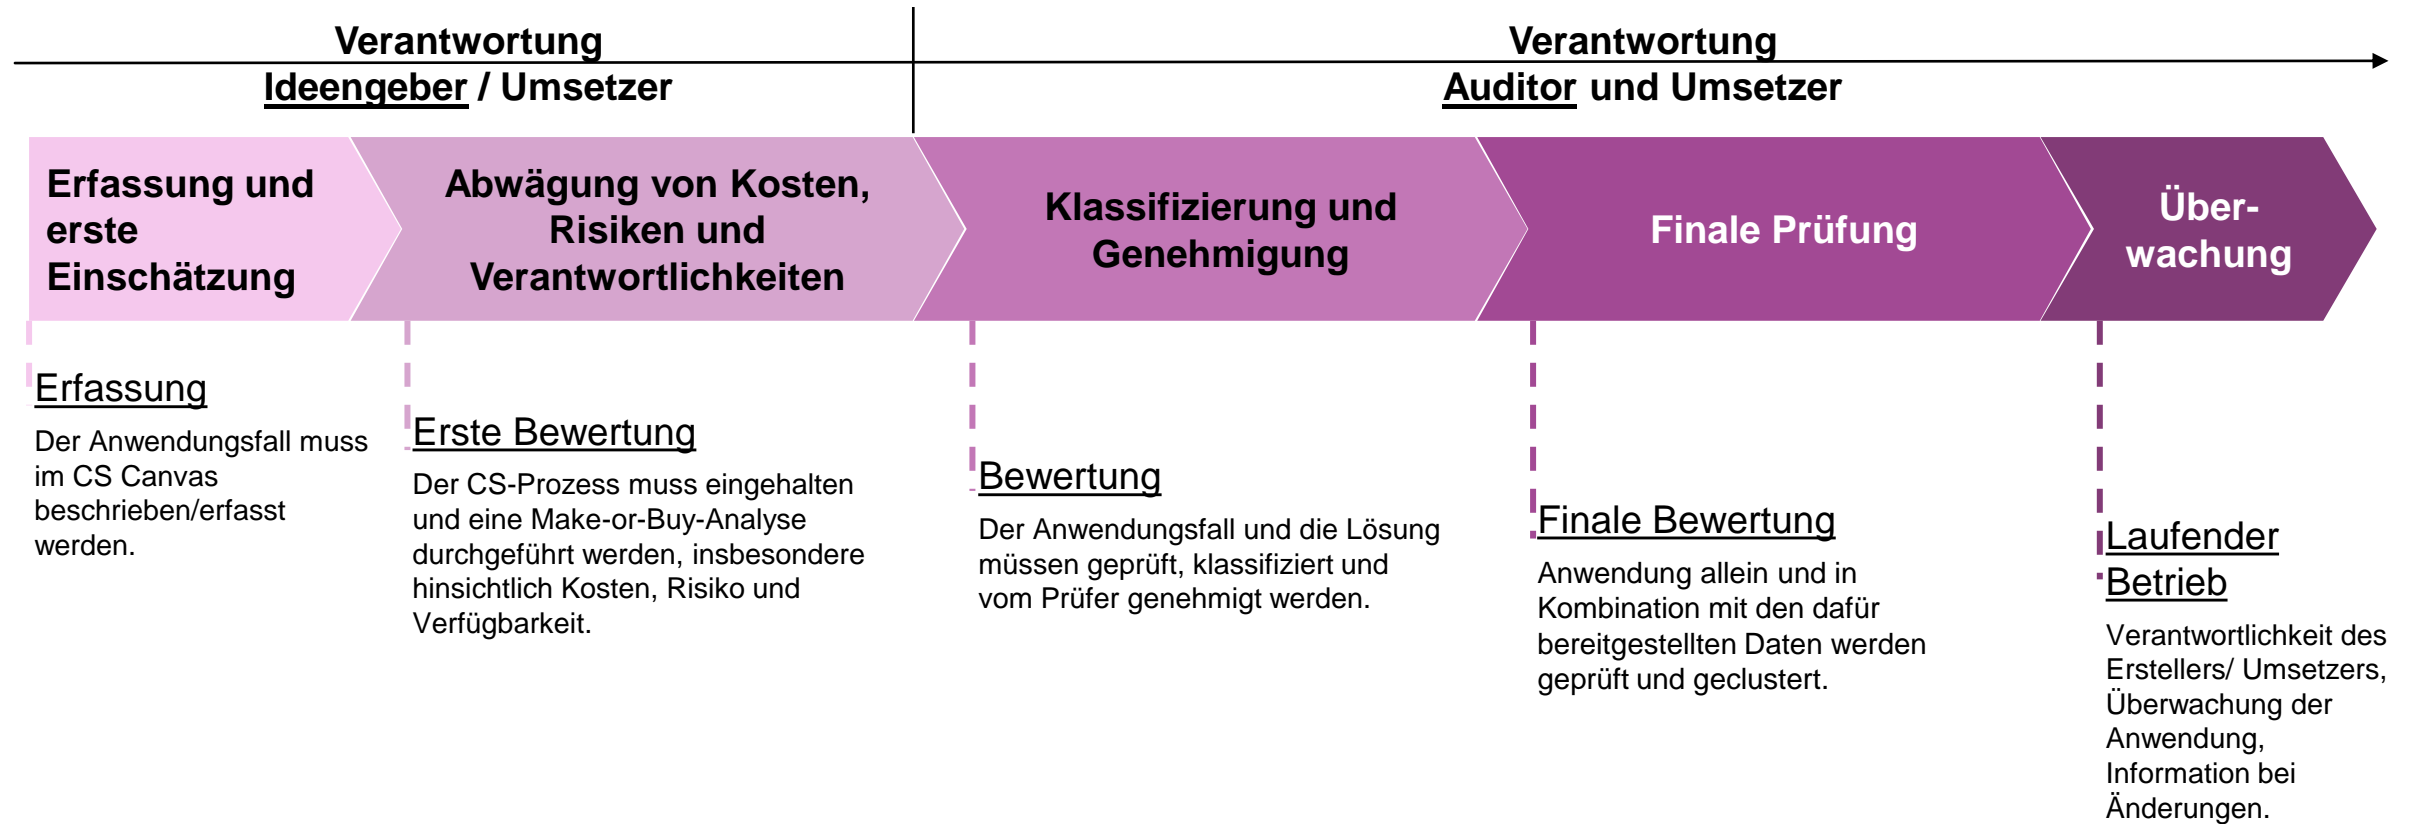 Verantwortung
Ideengeber / Umsetzer
Verantwortung
Auditor und Umsetzer
Erfassung und
erste
Einschätzung
Abwägung von Kosten,
Risiken und
Verantwortlichkeiten
Klassifizierung und
Genehmigung
Finale Prüfung
Über-
wachung
Erfassung
Der Anwendungsfall muss
im CS Canvas
beschrieben/erfasst
werden.
Erste Bewertung
Der CS-Prozess muss eingehalten
und eine Make-or-Buy-Analyse
durchgeführt werden, insbesondere
hinsichtlich Kosten, Risiko und
Verfügbarkeit.
Bewertung
Der Anwendungsfall und die Lösung
müssen geprüft, klassifiziert und
vom Prüfer genehmigt werden.
Finale Bewertung
Anwendung allein und in
Kombination mit den dafür
bereitgestellten Daten werden
geprüft und geclustert.
Laufender
Betrieb
Verantwortlichkeit des
Erstellers/ Umsetzers,
Überwachung der
Anwendung,
Information bei
Änderungen.